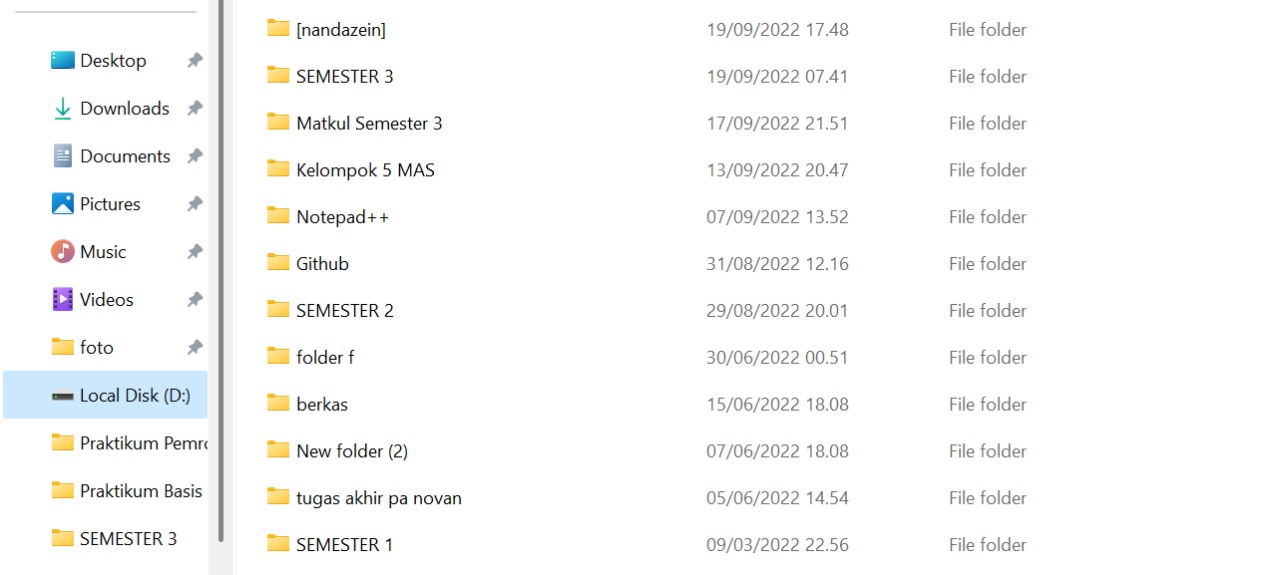 Desktop
Downloads
Documents
Pictures
Music
Videos
foto
Local Disk (D:)
Praktikum Pemro
Praktikum Basis
SEMESTER 3
[nandazein] 19/09/2022 17.48 File folder
SEMESTER 3 19/09/2022 07.41 File folder
Matkul Semester 3 17/09/2022 21.51 File folder
Kelompok 5 MAS 13/09/2022 20.47 File folder
Notepad++ 07/09/2022 13.52 File folder
Github 31/08/2022 12.16 File folder
SEMESTER 2 29/08/2022 20.01 File folder
folder f 30/06/2022 00.51 File folder
berkas 15/06/2022 18.08 File folder
New folder (2) 07/06/2022 18.08 File folder
tugas akhir pa novan 05/06/2022 14.54 File folder
SEMESTER 1 09/03/2022 22.56 File folder